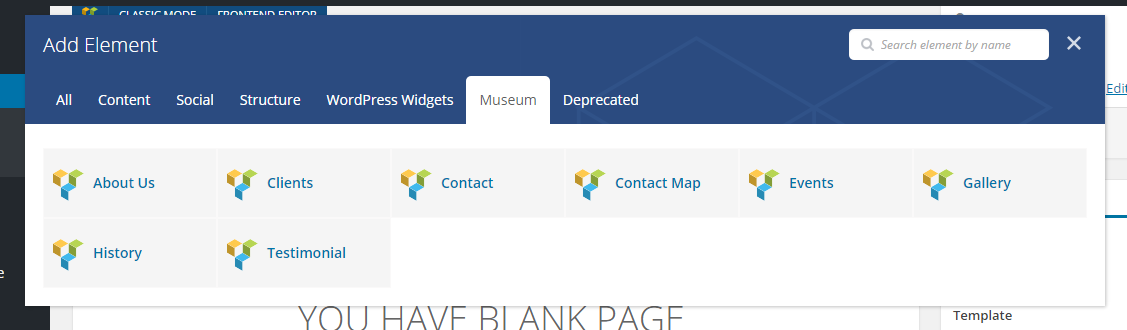 CLASSIC MODE FRONTEND EDITOR
Add Element
Search element by name
All Content Social Structure WordPress Widgets Museum Deprecated
Edit
About Us Clients Contact Contact Map Events Gallery
History Testimonial
e
YOU HAVE BLANK PAGE
Template